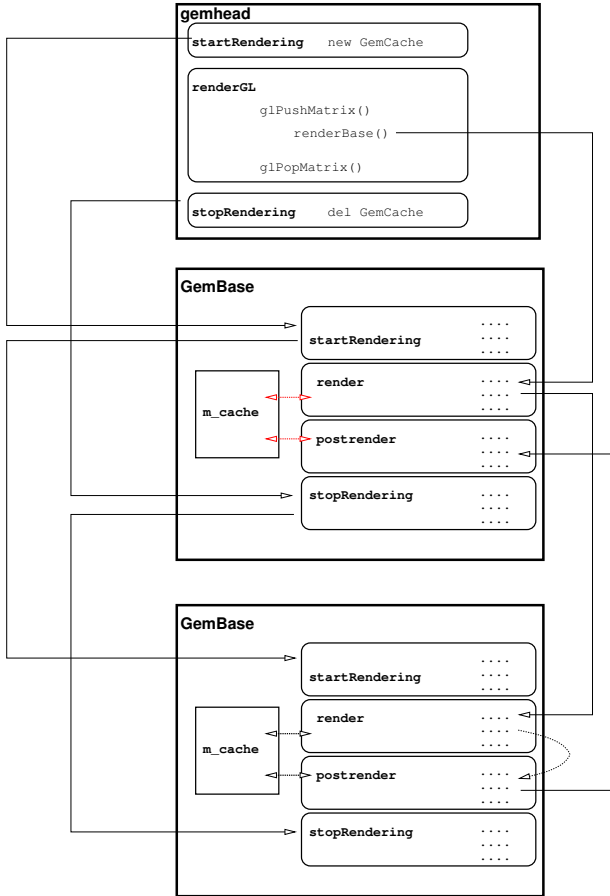 gemhead
startRendering new GemCache
renderGL
glPushMatrix()
renderBase()
glPopMatrix()
stopRendering del GemCache
GemBase
....
startRendering ....
....
render ....
....
m_cache ....
postrender ....
....
....
stopRendering ....
....
....
GemBase
....
startRendering ....
....
render ....
....
m_cache ....
postrender ....
....
....
stopRendering ....
....
....